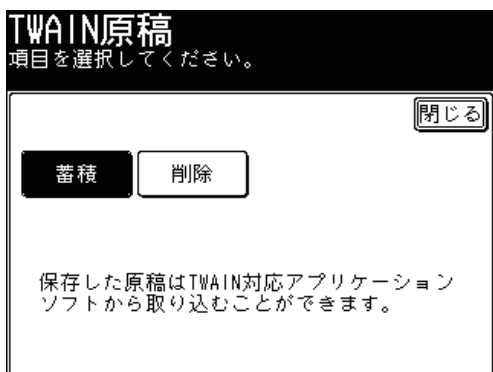 TWAIN原稿
項目を選択してください。
閉じる
蓄積 削除
保存した原稿はTWAIN対応アプリケーション
ソフトから取り込むことができます。